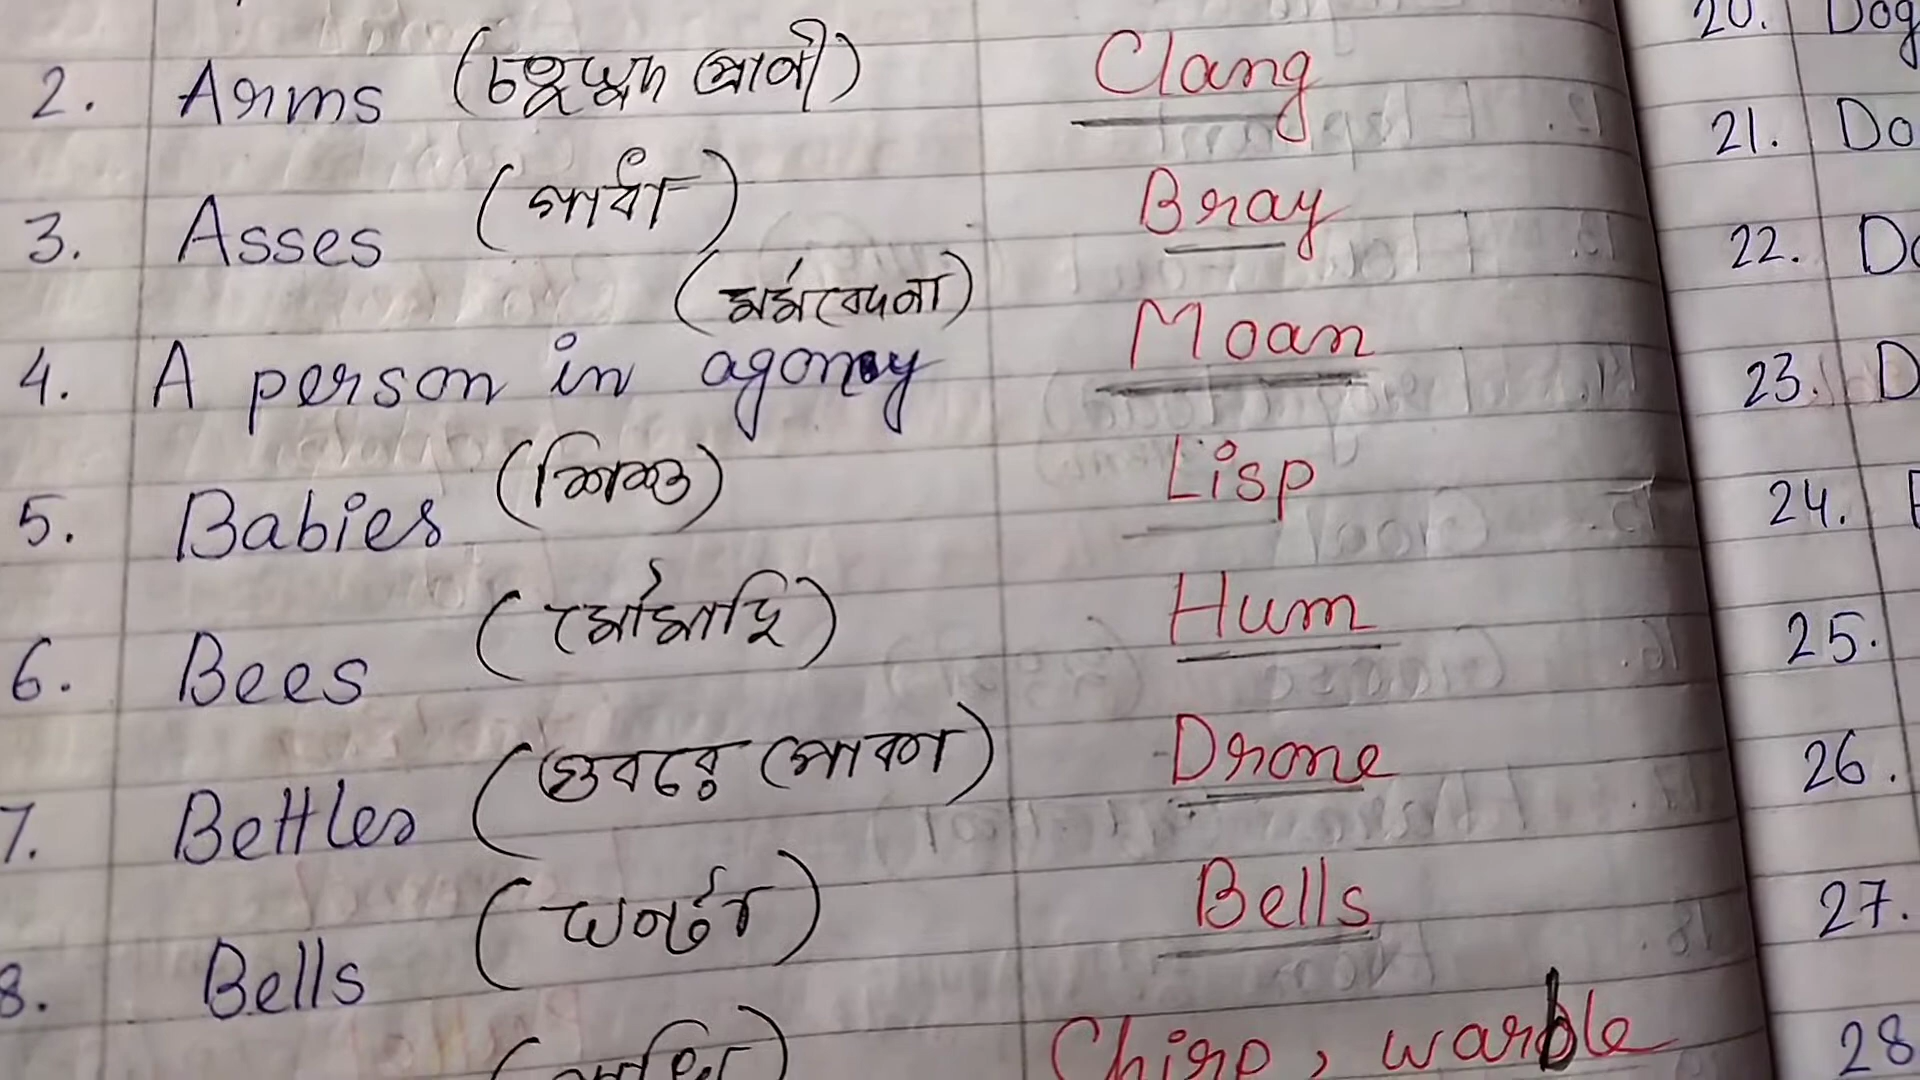 2. Arms (চতুষ্পদ প্রাণী) Clang
3. Asses (গাধা) Bray
(মর্মবেদনা)
4. A person in agony Moan
5. Babies (শিশু) Lisp
6. Bees (মৌমাছি) Hum
7. Bettles (গুবরে পোকা) Drone
8. Bells (ঘন্টা) Bells
Chirp, warble
20. Dog
21. Do
22. Do
23. D
24.
25.
26.
27.
28